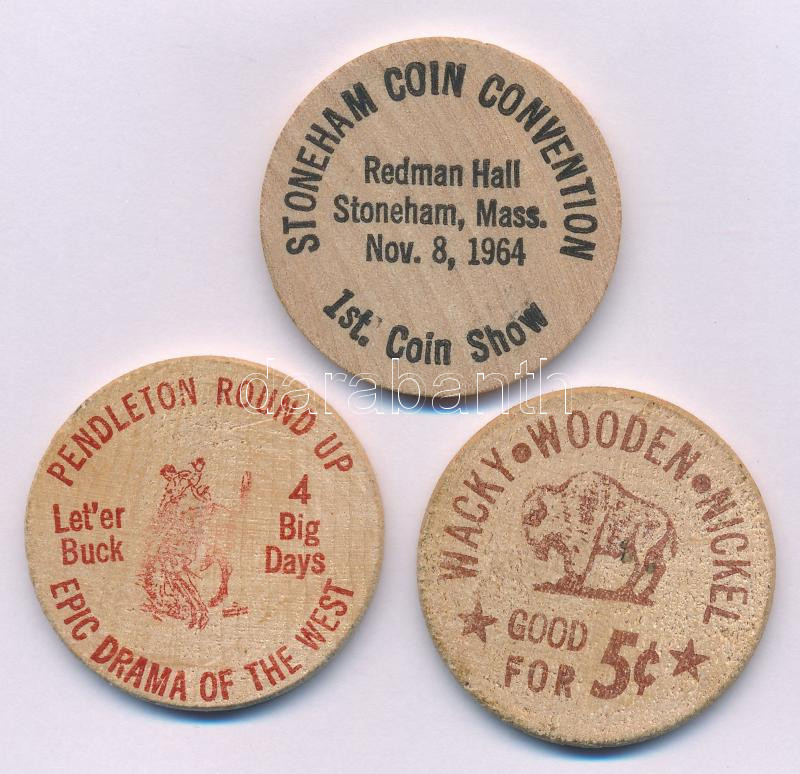 STONEHAM COIN CONVENTION
Redman Hall
Stoneham, Mass.
Nov. 8, 1964
1st. Coin Show
darabanth
PENDLETON ROUND UP
Let'er
Buck
4
Big
Days
EPIC DRAMA OF THE WEST
WACKY•WOODEN•NICKEL
★ GOOD
FOR 5¢ ★